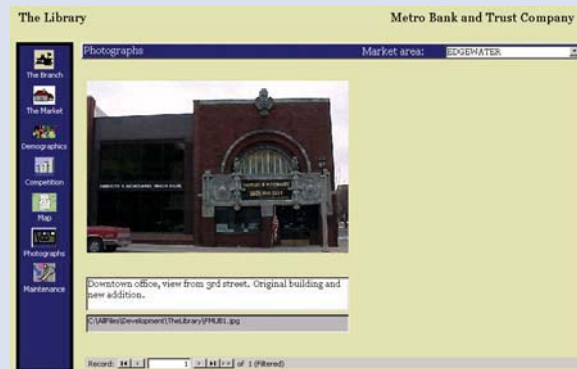 The Library
Metro Bank and Trust Company
Photographs
Market area:
EDGEWATER
The Branch
The Market
Demographics
Competition
Map
Photographs
Maintenance
Downtown office, view from 3rd street. Original building and
new addition.
C:\AllFiles\Development\TheLibrary\FMU01.jpg
Record:
1
of 1 (Filtered)